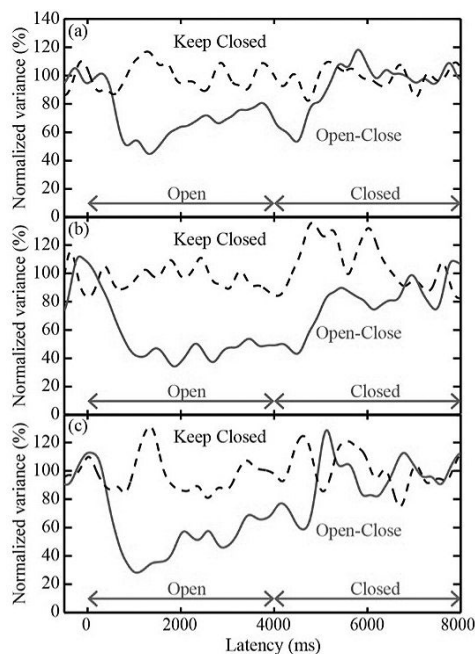 140
(a)
Keep Closed
120
100
80
60
40
20
0
Normalized variance (%)
Open-Close
Open
Closed
(b)
Keep Closed
120
100
80
60
40
20
0
Normalized variance (%)
Open-Close
Open
Closed
(c)
Keep Closed
120
100
80
60
40
20
0
Normalized variance (%)
Open-Close
Open
Closed
0 2000 4000 6000 8000
Latency (ms)